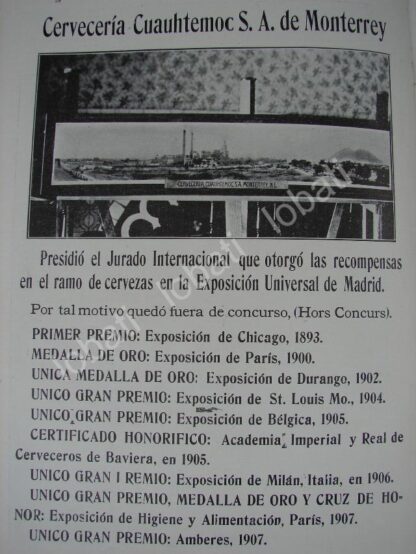 Cervecería Cuauhtemoc S. A. de Monterrey
CERVECERIA CUAUHTEMOC, S.A. MONTERREY, N.L.
Presidió el Jurado Internacional que otorgó las recompensas
en el ramo de cervezas en la Exposición Universal de Madrid.
Por tal motivo quedó fuera de concurso, (Hors Concurs).
PRIMER PREMIO: Exposición de Chicago, 1893.
MEDALLA DE ORO: Exposición de París, 1900.
UNICA MEDALLA DE ORO: Exposición de Durango, 1902.
UNICO GRAN PREMIO: Exposición de St. Louis Mo., 1904.
UNICO GRAN PREMIO: Exposición de Bélgica, 1905.
CERTIFICADO HONORIFICO: Academia Imperial y Real de
Cerveceros de Baviera, en 1905.
UNICO GRAN I REMIO: Exposición de Milán, Italia, en 1906.
UNICO GRAN PREMIO, MEDALLA DE ORO Y CRUZ DE HO-
NOR: Exposición de Higiene y Alimentación, París, 1907.
UNICO GRAN PREMIO: Amberes, 1907.
lobati lobati lobati lobati